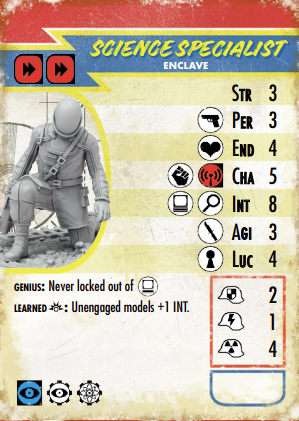 SCIENCE SPECIALIST
ENCLAVE
STR 3
PER 3
END 4
CHA 5
INT 8
AGI 3
LUC 4
GENIUS: Never locked out of
LEARNED : Unengaged models +1 INT.
2
1
4